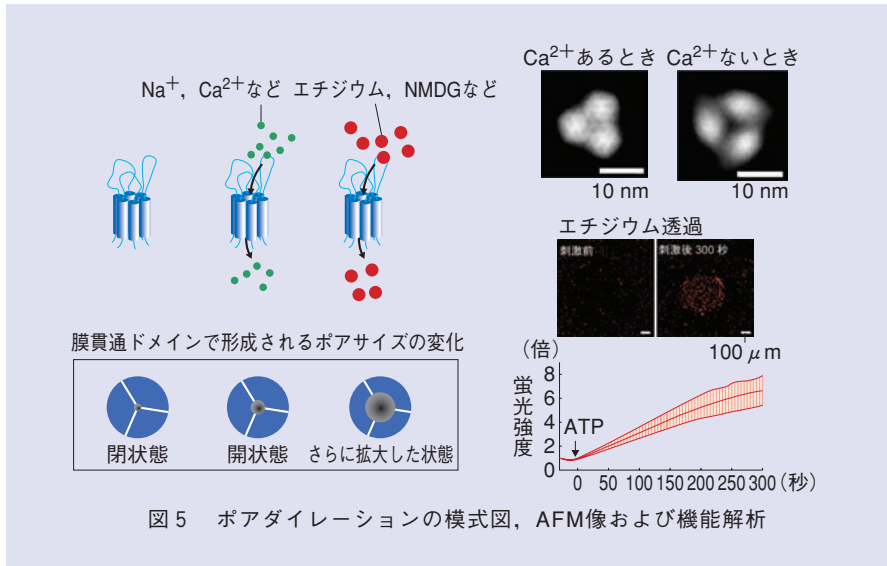 Na⁺，Ca²⁺など エチジウム，NMDGなど
Ca²⁺あるとき Ca²⁺ないとき
10 nm 10 nm
エチジウム透過
刺激前 刺激後 300 秒
100 μm
膜貫通ドメインで形成されるポアサイズの変化
閉状態 開状態 さらに拡大した状態
（倍）
蛍光強度
8
6
4
2
0
ATP
0 50 100 150 200 250 300（秒）
図 5 ポアダイレーションの模式図，AFM像および機能解析